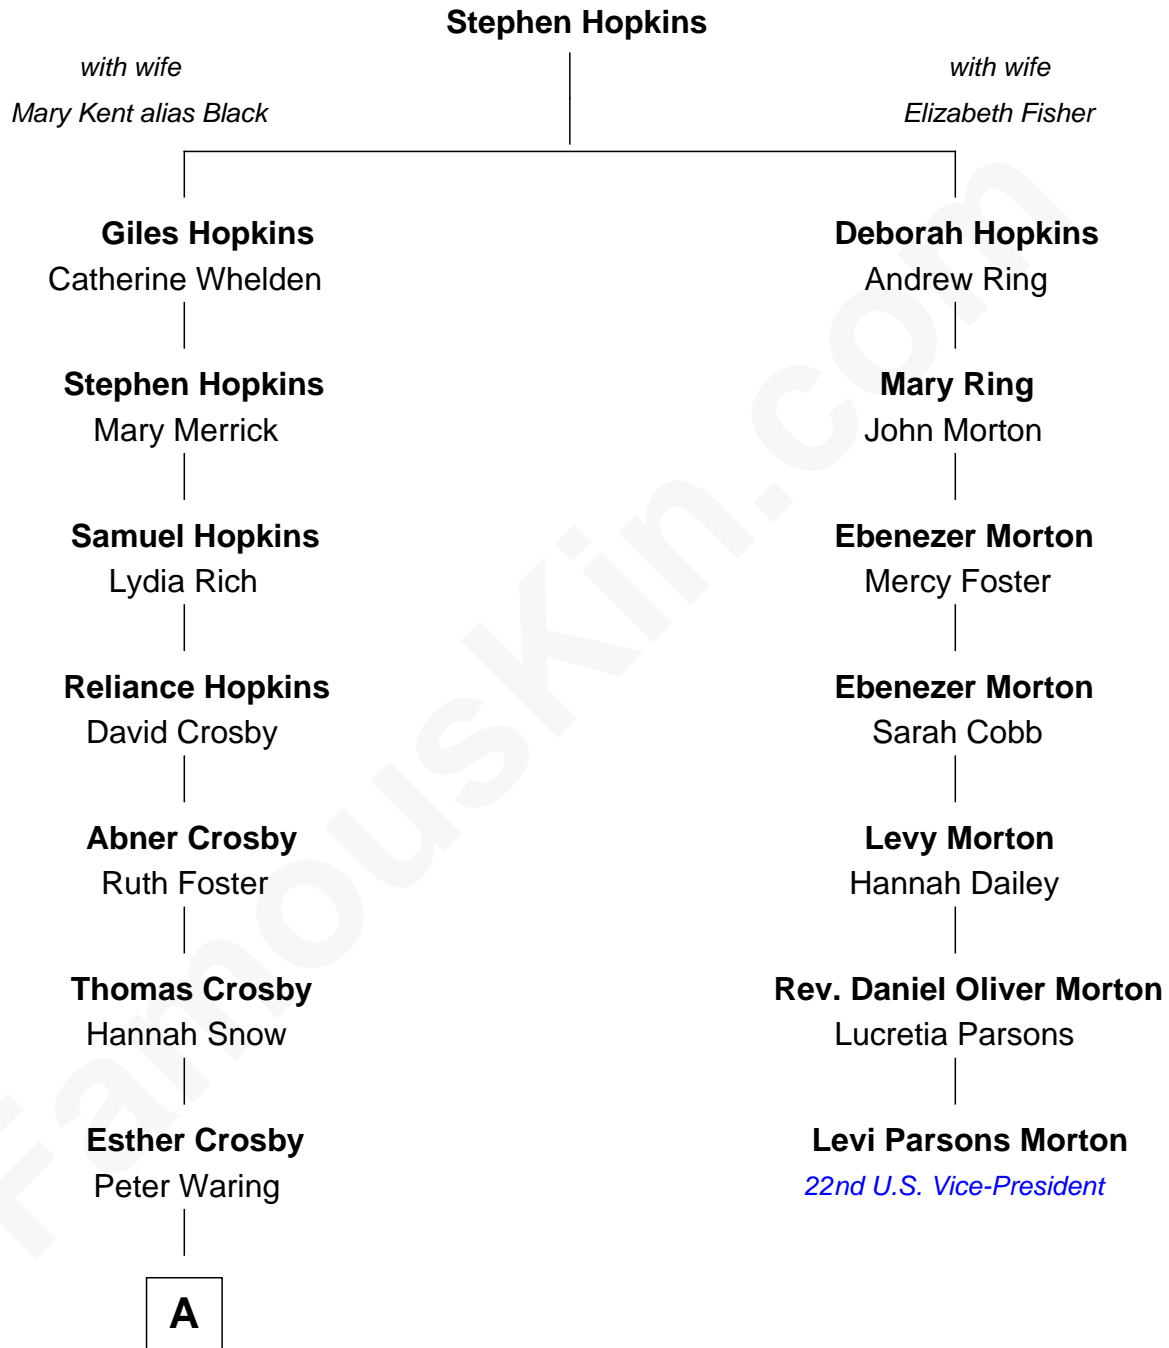 Stephen Hopkins
with wife
Mary Kent alias Black
with wife
Elizabeth Fisher
Giles Hopkins
Catherine Whelden
Deborah Hopkins
Andrew Ring
Stephen Hopkins
Mary Merrick
Mary Ring
John Morton
Samuel Hopkins
Lydia Rich
Ebenezer Morton
Mercy Foster
Reliance Hopkins
David Crosby
Ebenezer Morton
Sarah Cobb
Abner Crosby
Ruth Foster
Levy Morton
Hannah Dailey
Thomas Crosby
Hannah Snow
Rev. Daniel Oliver Morton
Lucretia Parsons
Esther Crosby
Peter Waring
Levi Parsons Morton
22nd U.S. Vice-President
A
FamousKin.com